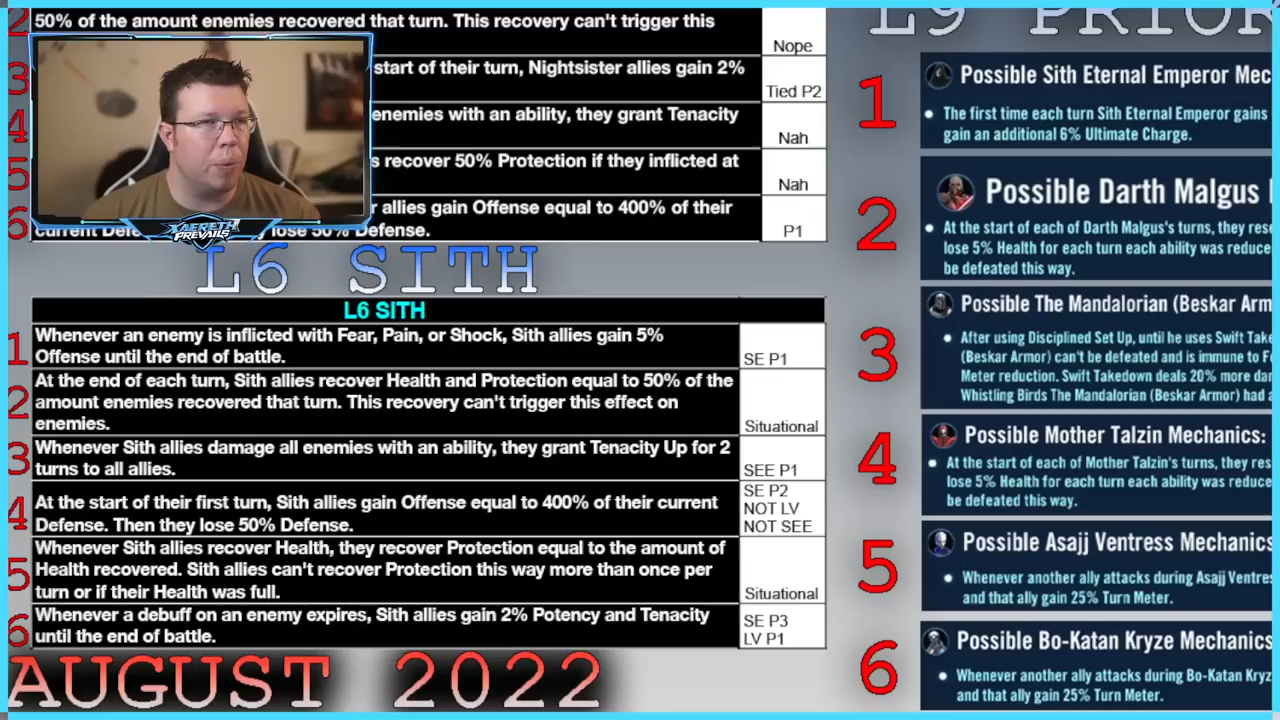 2
50% of the amount enemies recovered that turn. This recovery can't trigger this
Nope
3
start of their turn, Nightsister allies gain 2%
Tied P2
4
enemies with an ability, they grant Tenacity
Nah
5
s recover 50% Protection if they inflicted at
Nah
6
r allies gain Offense equal to 400% of their
lose 50% Defense.
P1
XAERETH
PREVAILS
L6 SITH
L6 SITH
1
Whenever an enemy is inflicted with Fear, Pain, or Shock, Sith allies gain 5%
Offense until the end of battle.
SE P1
2
At the end of each turn, Sith allies recover Health and Protection equal to 50% of the
amount enemies recovered that turn. This recovery can't trigger this effect on
enemies.
Situational
3
Whenever Sith allies damage all enemies with an ability, they grant Tenacity Up for 2
turns to all allies.
SEE P1
4
At the start of their first turn, Sith allies gain Offense equal to 400% of their current
Defense. Then they lose 50% Defense.
SE P2
NOT LV
NOT SEE
5
Whenever Sith allies recover Health, they recover Protection equal to the amount of
Health recovered. Sith allies can't recover Protection this way more than once per
turn or if their Health was full.
Situational
6
Whenever a debuff on an enemy expires, Sith allies gain 2% Potency and Tenacity
until the end of battle.
SE P3
LV P1
AUGUST 2022
L9 PRIOR
1
Possible Sith Eternal Emperor Mec
• The first time each turn Sith Eternal Emperor gains
gain an additional 6% Ultimate Charge.
2
Possible Darth Malgus
• At the start of each of Darth Malgus's turns, they rese
lose 5% Health for each turn each ability was reduce
be defeated this way.
3
Possible The Mandalorian (Beskar Arm
• After using Disciplined Set Up, until he uses Swift Take
(Beskar Armor) can't be defeated and is immune to F
Meter reduction. Swift Takedown deals 20% more dar
Whistling Birds The Mandalorian (Beskar Armor) had a
4
Possible Mother Talzin Mechanics:
• At the start of each of Mother Talzin's turns, they res
lose 5% Health for each turn each ability was reduce
be defeated this way.
5
Possible Asajj Ventress Mechanics
• Whenever another ally attacks during Asajj Ventres
and that ally gain 25% Turn Meter.
6
Possible Bo-Katan Kryze Mechanics
• Whenever another ally attacks during Bo-Katan Kryz
and that ally gain 25% Turn Meter.